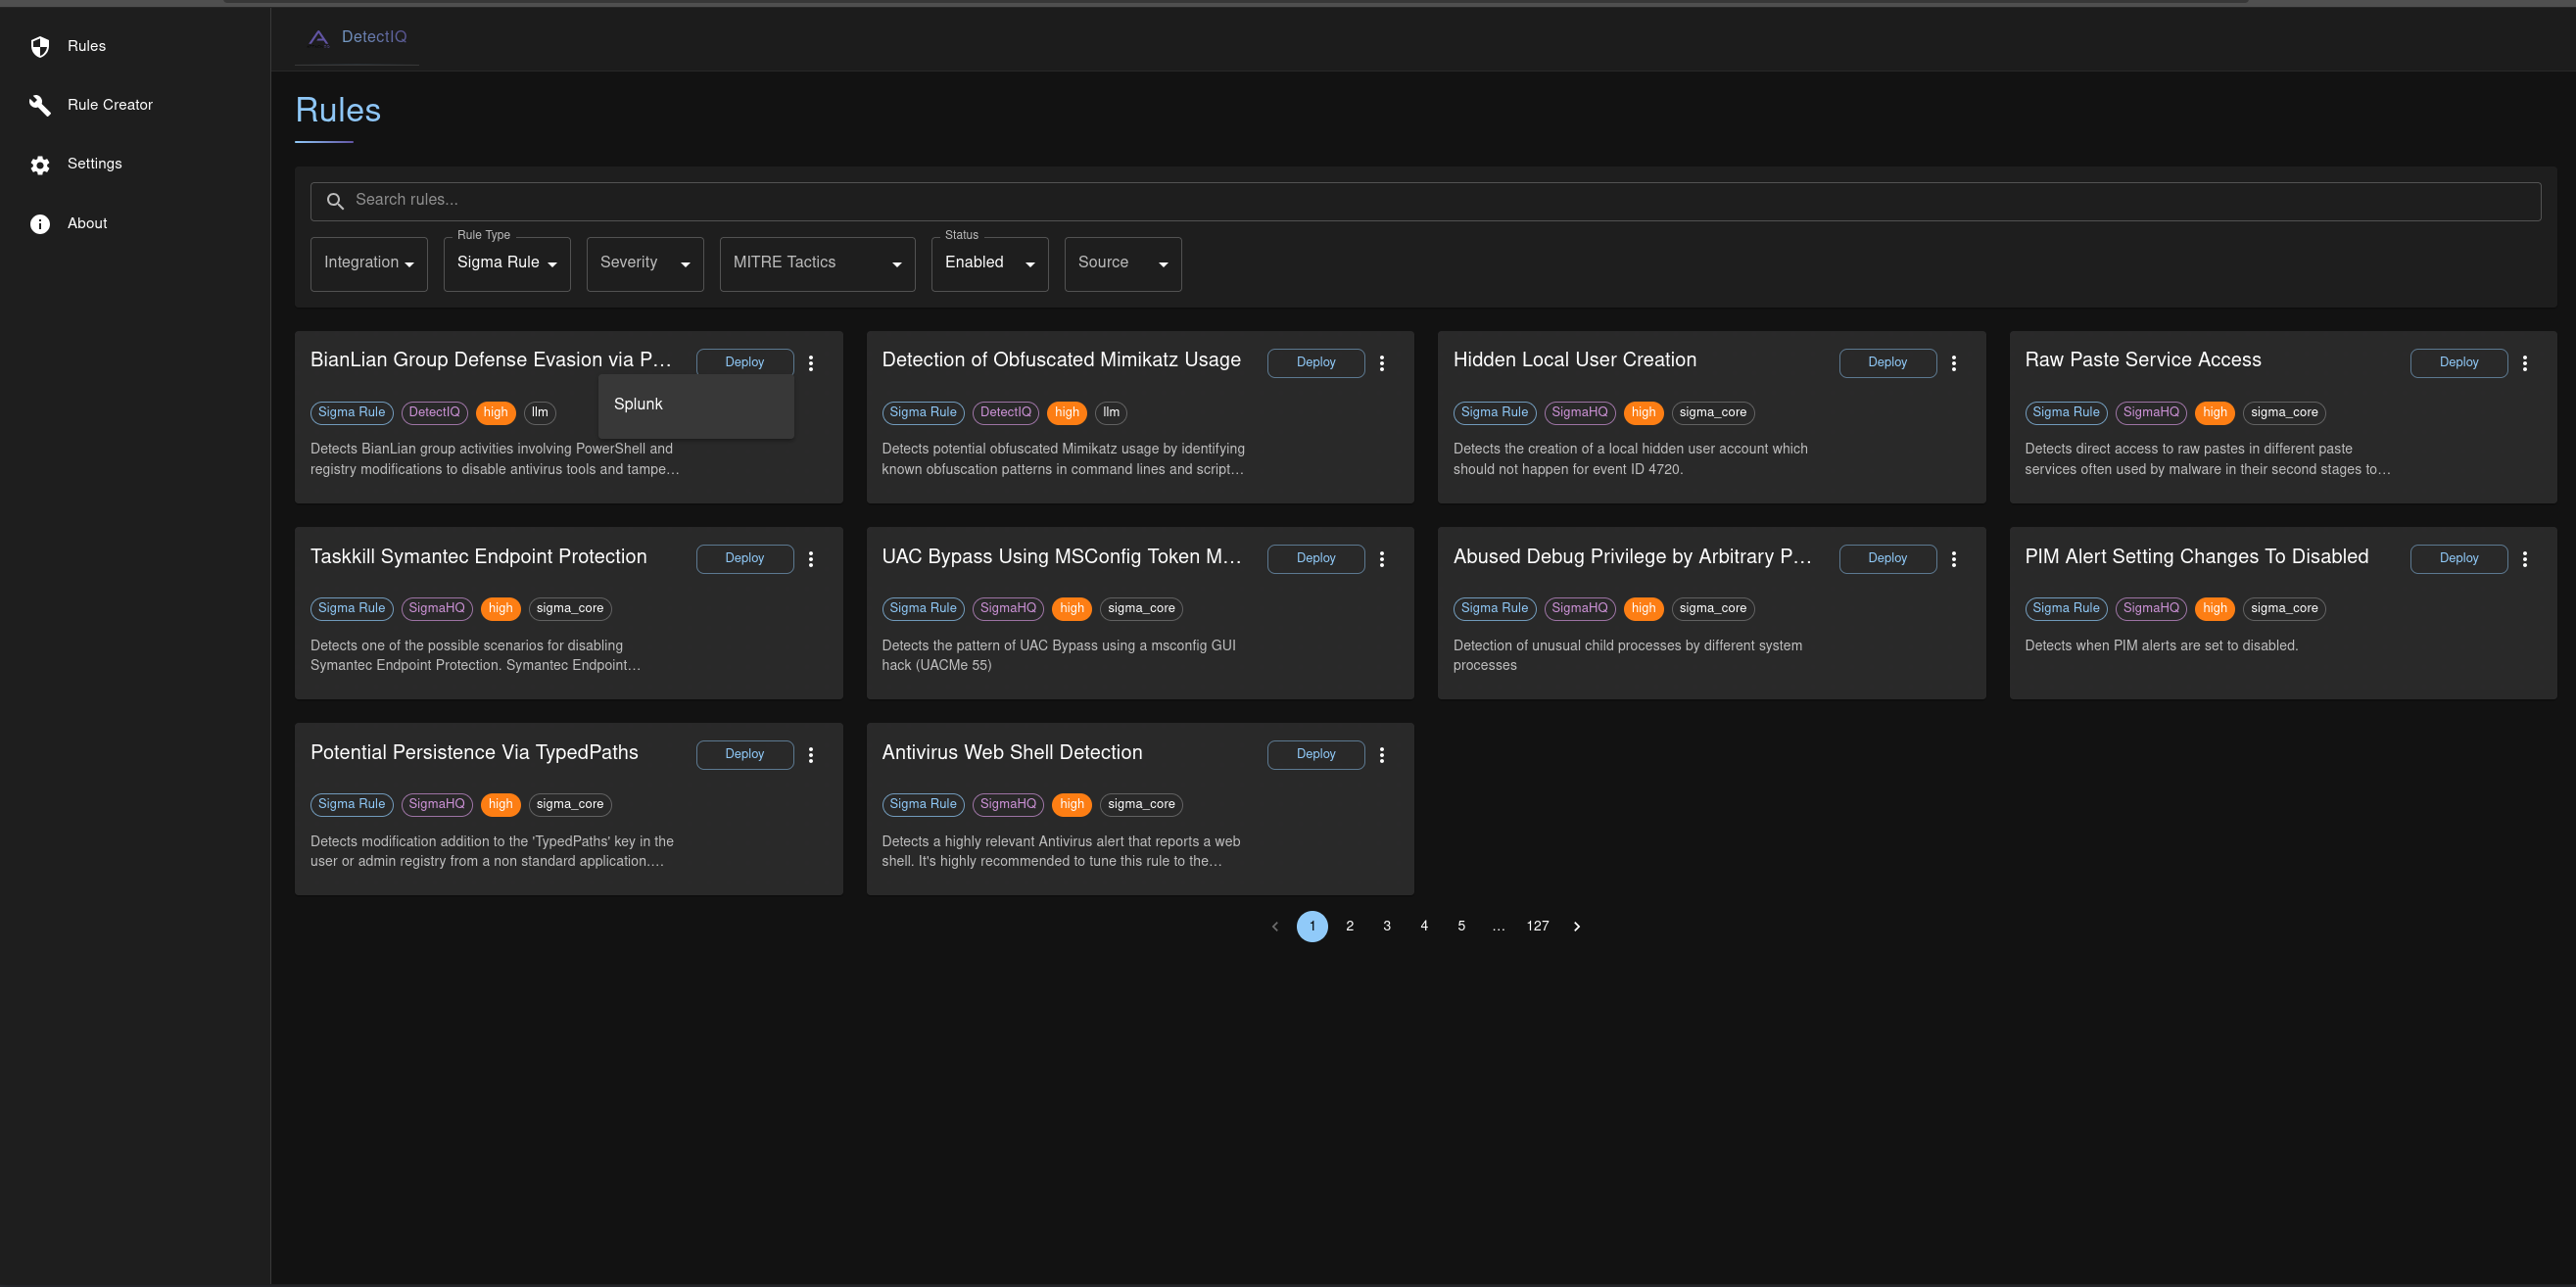 Rules
Rule Creator
Settings
About
DetectIQ
Rules
Search rules...
Integration
Rule Type
Sigma Rule
Severity
MITRE Tactics
Status
Enabled
Source
BianLian Group Defense Evasion via P...
Deploy
Splunk
Sigma Rule DetectIQ high llm
Detects BianLian group activities involving PowerShell and
registry modifications to disable antivirus tools and tampe...
Detection of Obfuscated Mimikatz Usage
Deploy
Sigma Rule DetectIQ high llm
Detects potential obfuscated Mimikatz usage by identifying
known obfuscation patterns in command lines and script...
Hidden Local User Creation
Deploy
Sigma Rule SigmaHQ high sigma_core
Detects the creation of a local hidden user account which
should not happen for event ID 4720.
Raw Paste Service Access
Deploy
Sigma Rule SigmaHQ high sigma_core
Detects direct access to raw pastes in different paste
services often used by malware in their second stages to...
Taskkill Symantec Endpoint Protection
Deploy
Sigma Rule SigmaHQ high sigma_core
Detects one of the possible scenarios for disabling
Symantec Endpoint Protection. Symantec Endpoint...
UAC Bypass Using MSConfig Token M...
Deploy
Sigma Rule SigmaHQ high sigma_core
Detects the pattern of UAC Bypass using a msconfig GUI
hack (UACMe 55)
Abused Debug Privilege by Arbitrary P...
Deploy
Sigma Rule SigmaHQ high sigma_core
Detection of unusual child processes by different system
processes
PIM Alert Setting Changes To Disabled
Deploy
Sigma Rule SigmaHQ high sigma_core
Detects when PIM alerts are set to disabled.
Potential Persistence Via TypedPaths
Deploy
Sigma Rule SigmaHQ high sigma_core
Detects modification addition to the 'TypedPaths' key in the
user or admin registry from a non standard application....
Antivirus Web Shell Detection
Deploy
Sigma Rule SigmaHQ high sigma_core
Detects a highly relevant Antivirus alert that reports a web
shell. It's highly recommended to tune this rule to the...
1 2 3 4 5 ... 127